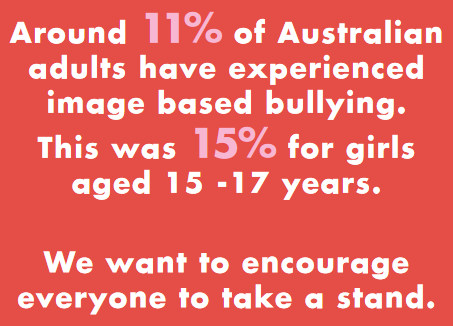 Around 11% of Australian
adults have experienced
image based bullying.
This was 15% for girls
aged 15 -17 years.
We want to encourage
everyone to take a stand.